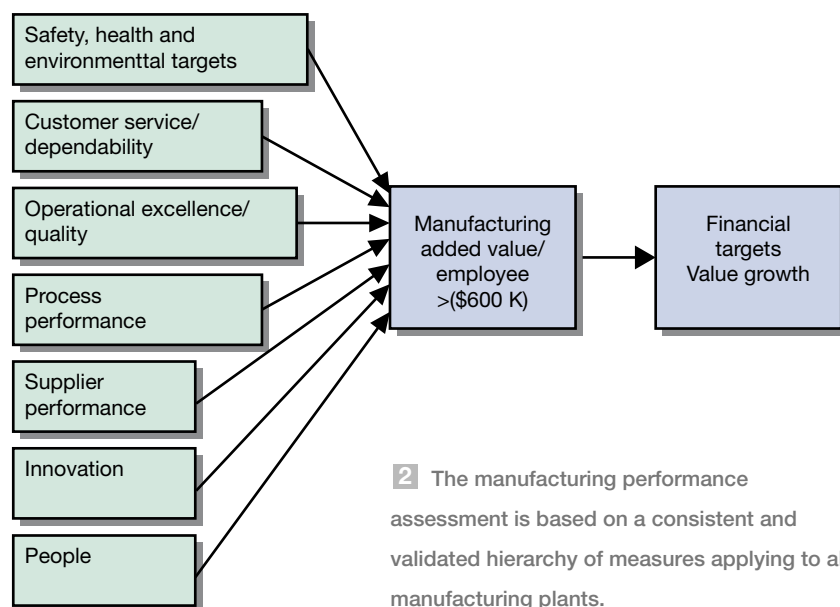 Safety, health and
environmenttal targets
Customer service/
dependability
Operational excellence/
quality
Process
performance
Supplier
performance
Innovation
People
Manufacturing
added value/
employee
>($600 K)
Financial
targets
Value growth
2 The manufacturing performance
assessment is based on a consistent and
validated hierarchy of measures applying to
manufacturing plants.